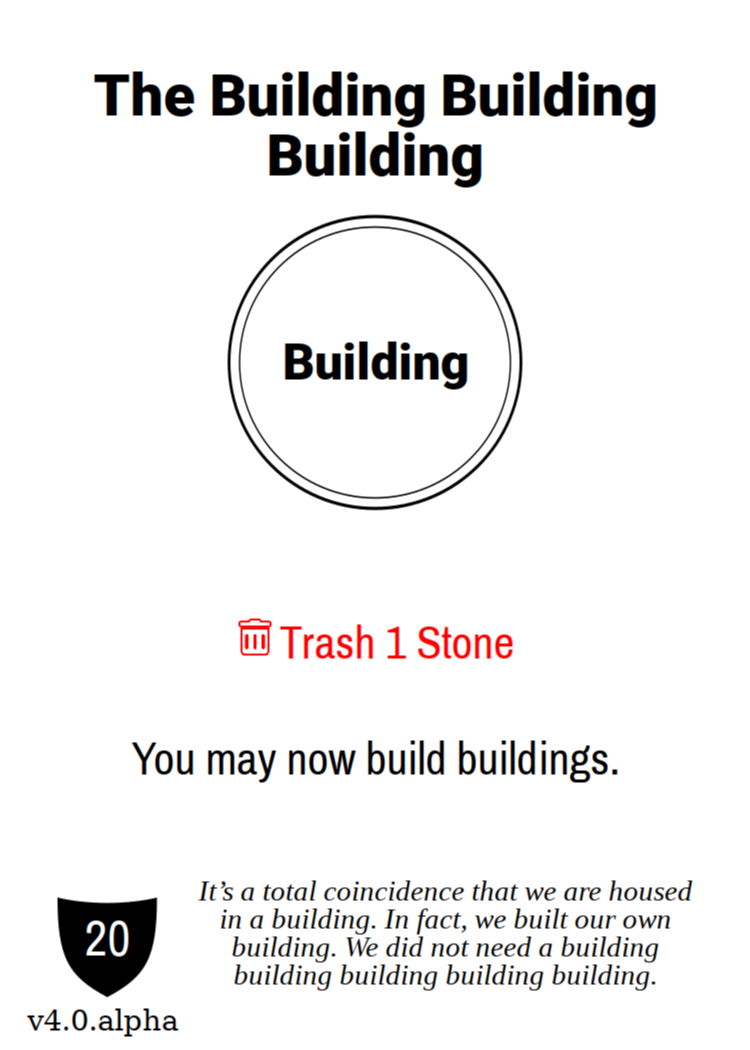 The Building Building
Building
Building
Trash 1 Stone
You may now build buildings.
It’s a total coincidence that we are housed
in a building. In fact, we built our own
building. We did not need a building
building building building building.
20
v4.0.alpha